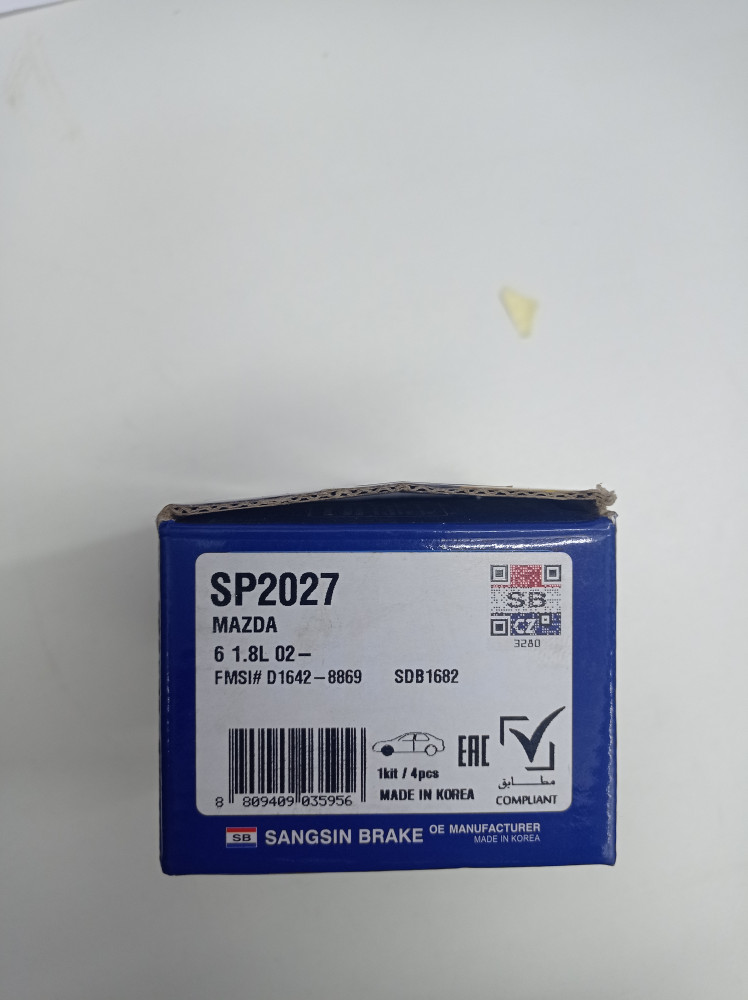 SP2027
MAZDA
6 1.8L 02-
FMSI# D1642-8869 SDB1682
SB
CZ
3280
8 809409 035956
1kit / 4pcs
MADE IN KOREA
EAC
مطابق
COMPLIANT
SB SANGSIN BRAKE OE MANUFACTURER
MADE IN KOREA